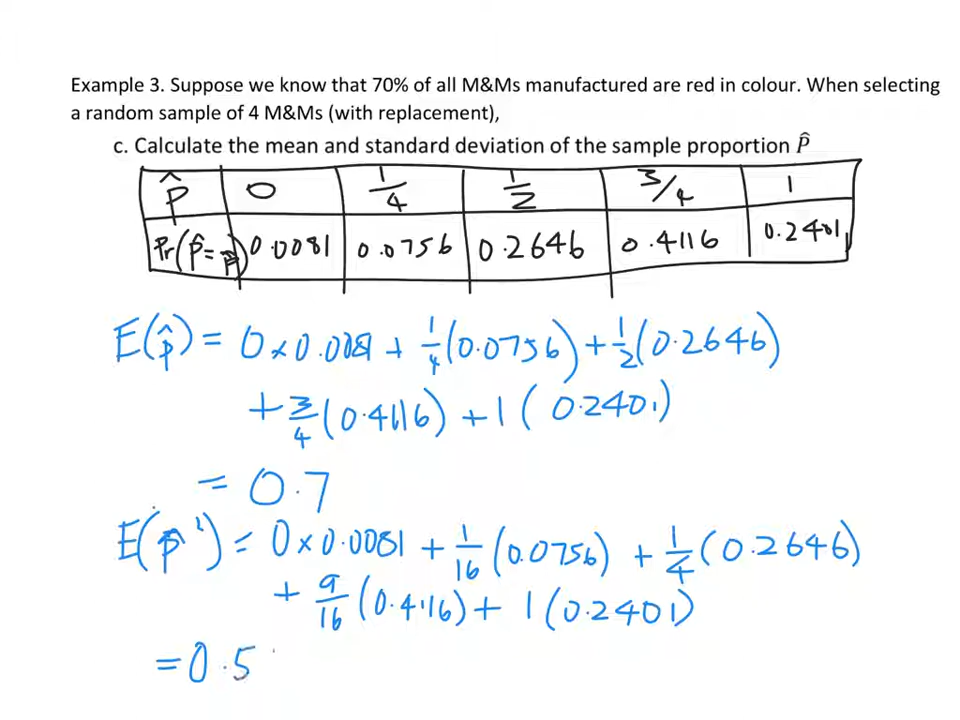 Example 3. Suppose we know that 70% of all M&Ms manufactured are red in colour. When selecting
a random sample of 4 M&Ms (with replacement),
c. Calculate the mean and standard deviation of the sample proportion P̂
p̂ 0 1/4 1/2 3/4 1
Pr(p̂=p) 0.0081 0.0756 0.2646 0.4116 0.2401
E(p̂) = 0 × 0.0081 + 1/4(0.0756) + 1/2(0.2646)
+ 3/4(0.4116) + 1(0.2401)
= 0.7
E(p̂²) = 0 × 0.0081 + 1/16(0.0756) + 1/4(0.2646)
+ 9/16(0.4116) + 1(0.2401)
= 0.5